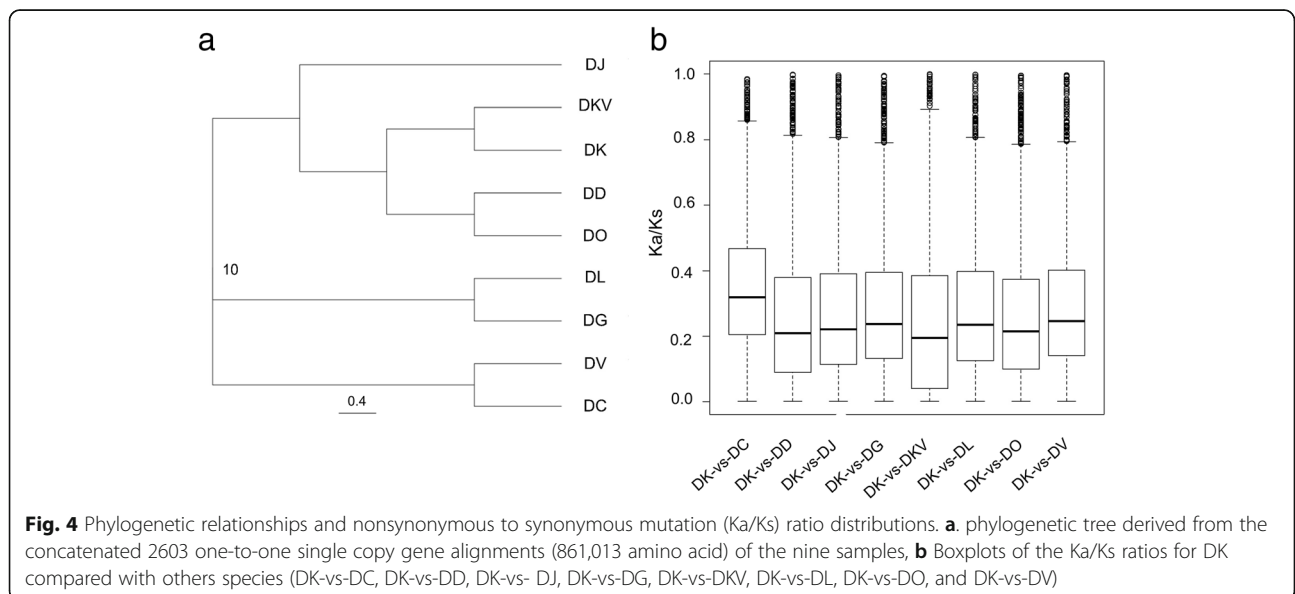 a
DJ
DKV
DK
DD
DO
DL
DG
DV
DC
10
0.4
b
1.0
0.8
0.6
0.4
0.2
0.0
Ka/Ks
DK-vs-DC
DK-vs-DD
DK-vs-DJ
DK-vs-DG
DK-vs-DKV
DK-vs-DL
DK-vs-DO
DK-vs-DV
Fig. 4 Phylogenetic relationships and nonsynonymous to synonymous mutation (Ka/Ks) ratio distributions. a. phylogenetic tree derived from the
concatenated 2603 one-to-one single copy gene alignments (861,013 amino acid) of the nine samples, b Boxplots of the Ka/Ks ratios for DK
compared with others species (DK-vs-DC, DK-vs-DD, DK-vs- DJ, DK-vs-DG, DK-vs-DKV, DK-vs-DL, DK-vs-DO, and DK-vs-DV)